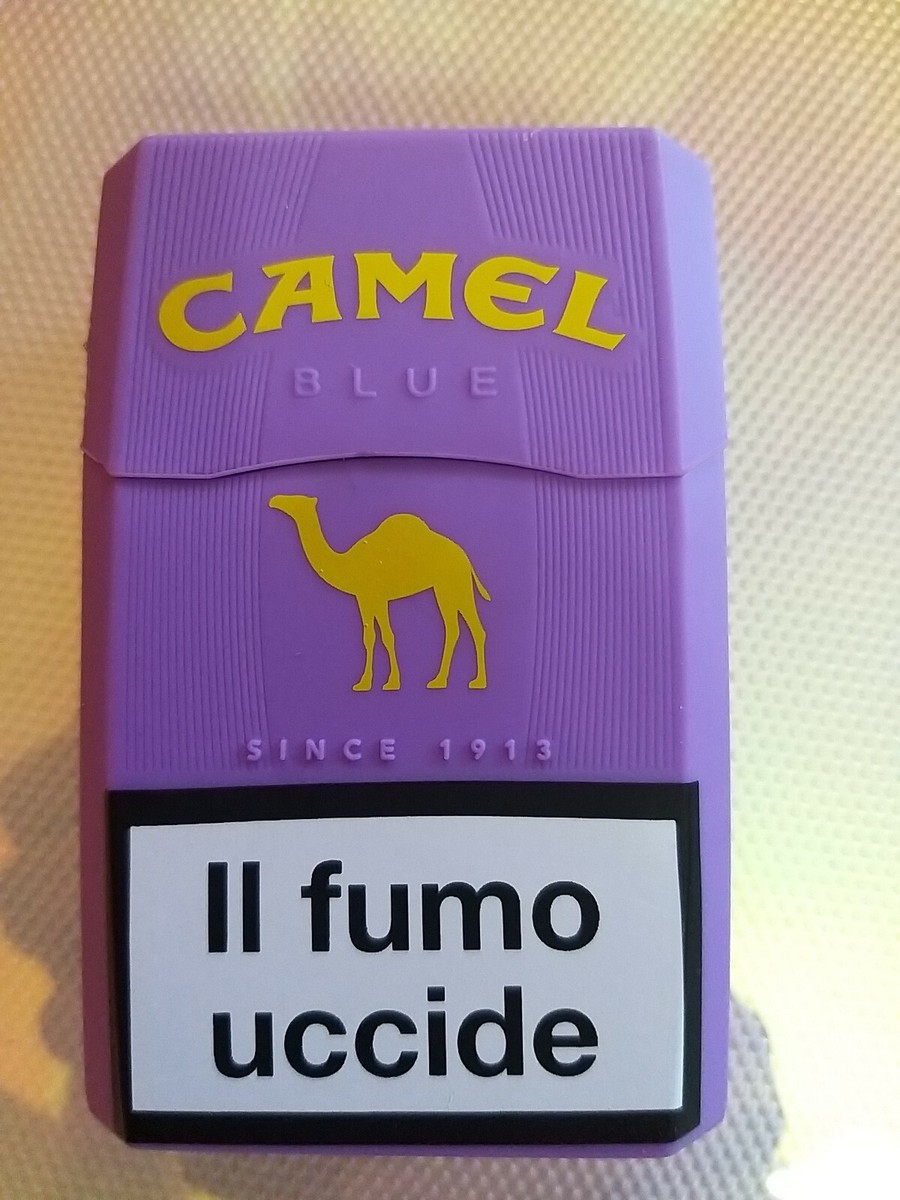 CAMEL
BLUE
SINCE 1913
Il fumo
uccide